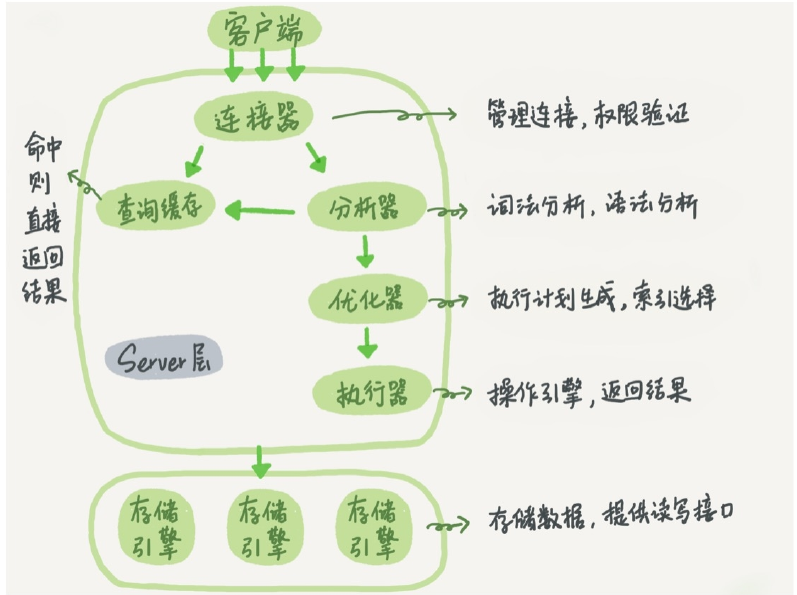 客户端
连接器
管理连接，权限验证
命中
则
直接
返回
结果
查询缓存
分析器
词法分析，语法分析
优化器
执行计划生成，索引选择
Server层
执行器
操作引擎，返回结果
存储
引擎
存储
引擎
存储
引擎
存储数据，提供读写接口